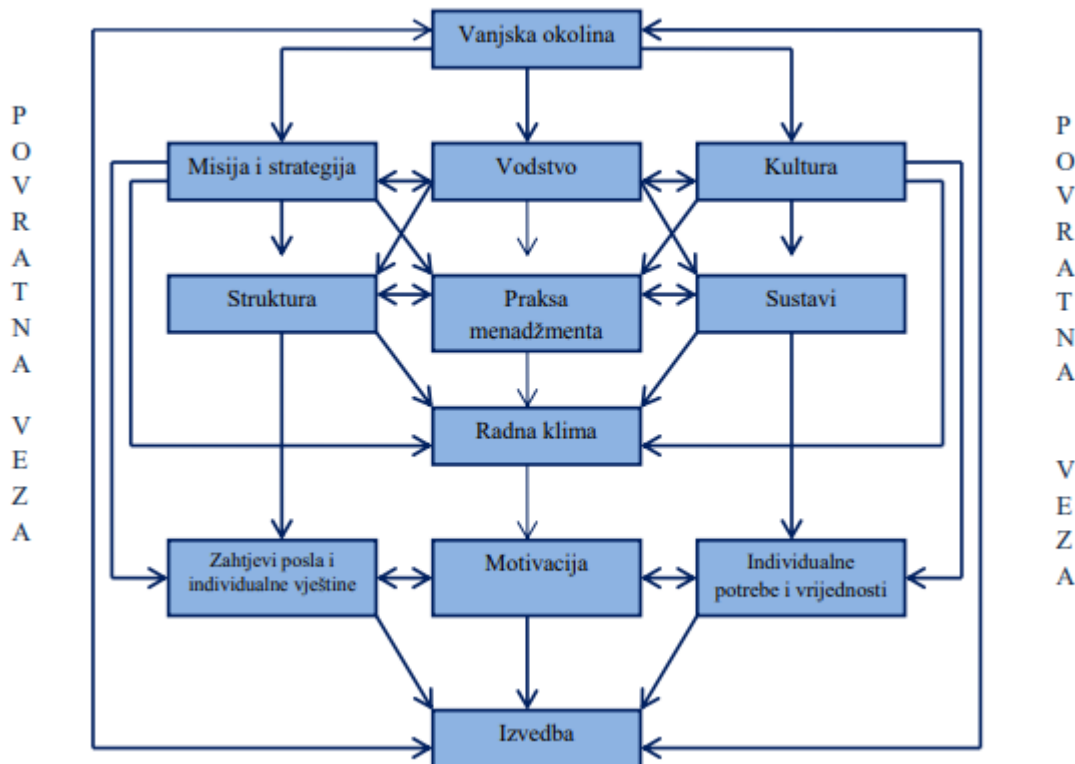 Vanjska okolina
Misija i strategija
Vodstvo
Kultura
Struktura
Praksa
menadžmenta
Sustavi
Radna klima
Zahtjevi posla i
individualne vještine
Motivacija
Individualne
potrebe i vrijednosti
Izvedba
P
O
V
R
A
T
N
A
V
E
Z
A
P
O
V
R
A
T
N
A
V
E
Z
A